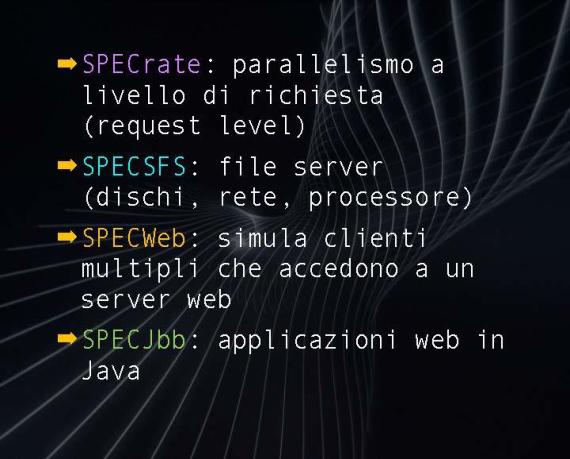 ➡SPECrate: parallelismo a
livello di richiesta
(request level)
➡SPECSFS: file server
(dischi, rete, processore)
➡SPECWeb: simula clienti
multipli che accedono a un
server web
➡SPECJbb: applicazioni web in
Java